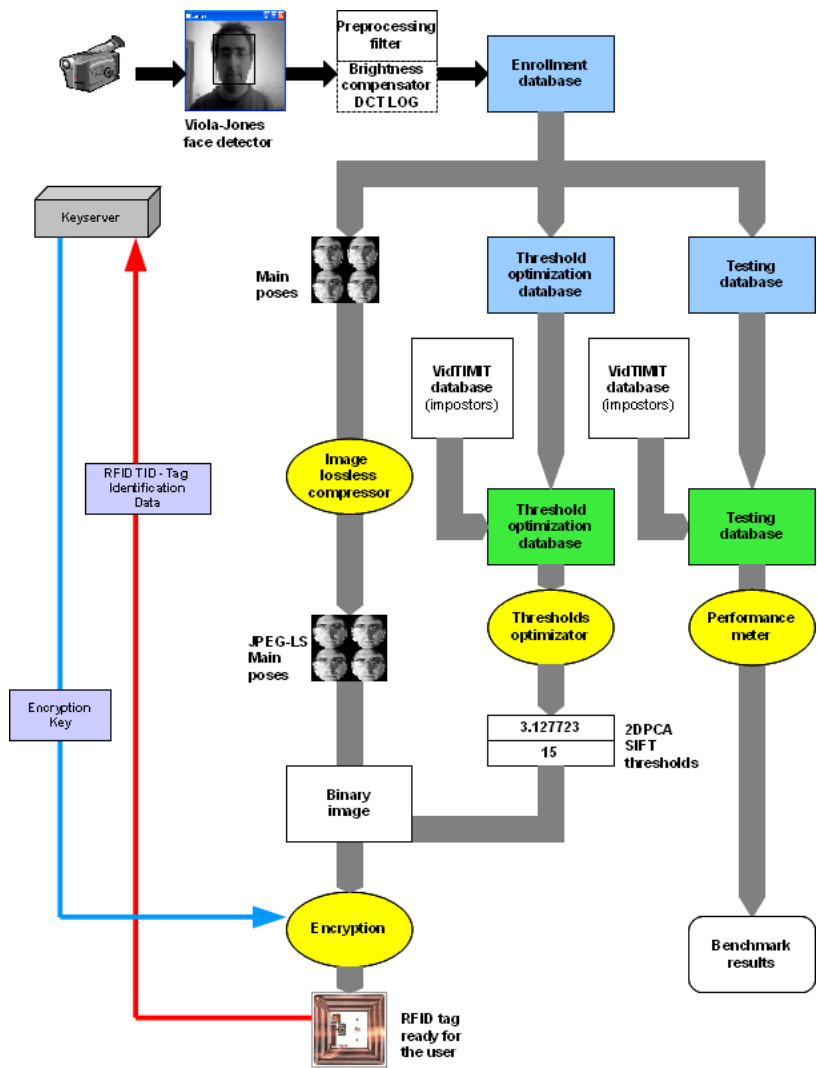 Preprocessing
filter
Brightness
compensator
DCT LOG
Enrollment
database
Viola-Jones
face detector
Keyserver
Main
poses
Threshold
optimization
database
Testing
database
VidTIMIT
database
(impostors)
VidTIMIT
database
(impostors)
RFID TID - Tag
Identification
Data
Image
lossless
compressor
Threshold
optimization
database
Testing
database
JPEG-LS
Main
poses
Thresholds
optimizator
Performance
meter
Encryption
Key
3.127723
15
2DPCA
SIFT
thresholds
Binary
image
Encryption
Benchmark
results
RFID tag
ready for
the user